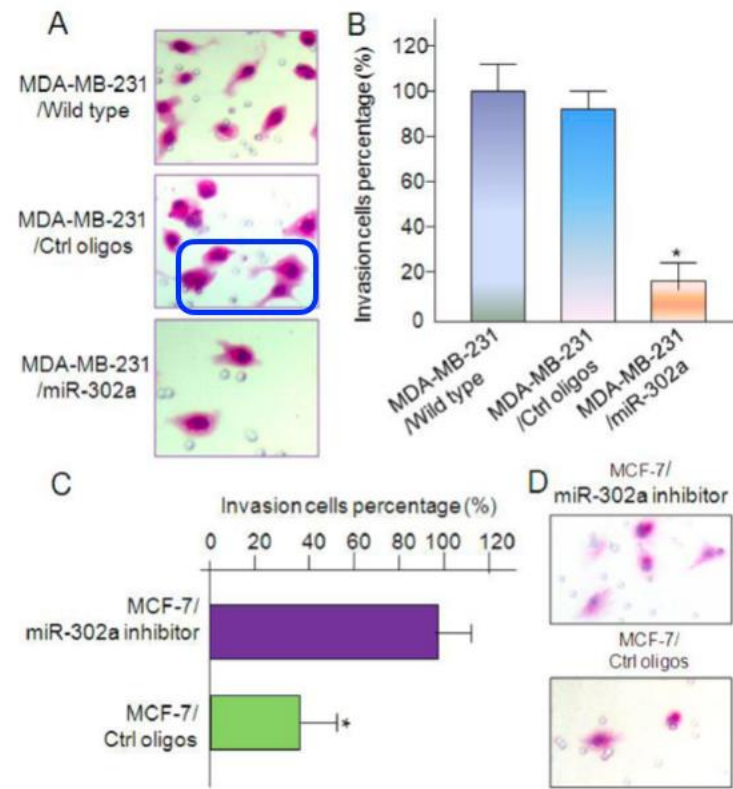 A
MDA-MB-231
/Wild type
MDA-MB-231
/Ctrl oligos
MDA-MB-231
/miR-302a
B
Invasion cells percentage (%)
120
100
80
60
40
20
0
*
MDA-MB-231
/Wild type
MDA-MB-231
/Ctrl oligos
MDA-MB-231
/miR-302a
C
Invasion cells percentage (%)
0 20 40 60 80 100 120
MCF-7/
miR-302a inhibitor
MCF-7/
Ctrl oligos
*
D
MCF-7/
miR-302a inhibitor
MCF-7/
Ctrl oligos